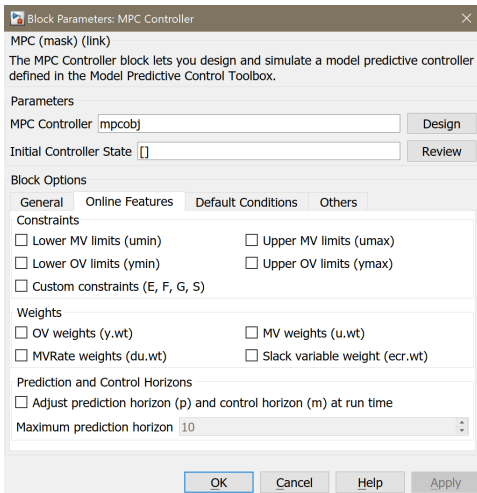 Block Parameters: MPC Controller
MPC (mask) (link)
The MPC Controller block lets you design and simulate a model predictive controller
defined in the Model Predictive Control Toolbox.
Parameters
MPC Controller mpcobj Design
Initial Controller State [] Review
Block Options
General Online Features Default Conditions Others
Constraints
Lower MV limits (umin) Upper MV limits (umax)
Lower OV limits (ymin) Upper OV limits (ymax)
Custom constraints (E, F, G, S)
Weights
OV weights (y.wt) MV weights (u.wt)
MVRate weights (du.wt) Slack variable weight (ecr.wt)
Prediction and Control Horizons
Adjust prediction horizon (p) and control horizon (m) at run time
Maximum prediction horizon 10
OK Cancel Help Apply